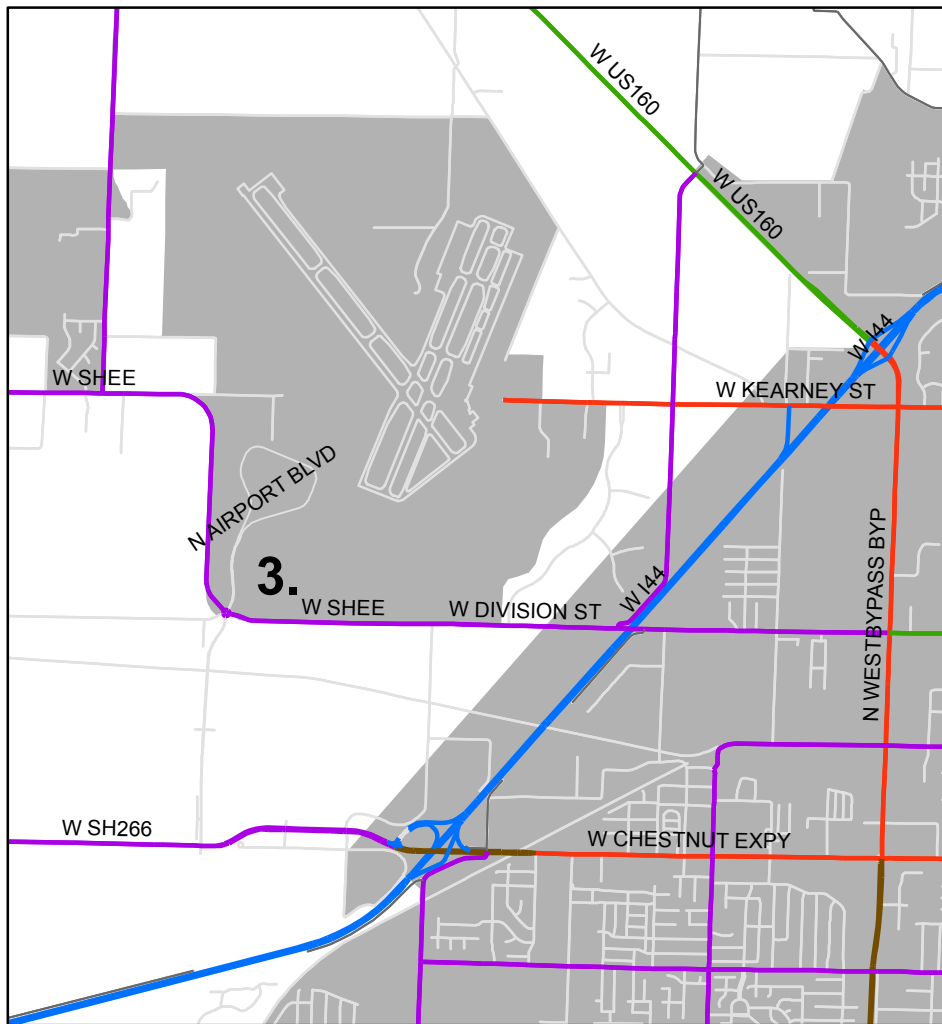 W US160
W US160
W I44
W SHEE
W KEARNEY ST
N AIRPORT BLVD
3.
W SHEE
W DIVISION ST
W I44
N WESTBYPASS BYP
W SH266
W CHESTNUT EXPY